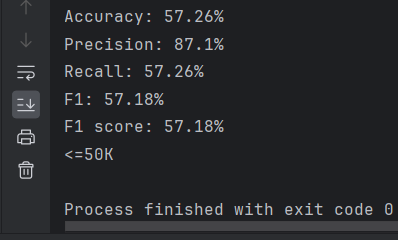 Accuracy: 57.26%
Precision: 87.1%
Recall: 57.26%
F1: 57.18%
F1 score: 57.18%
<=50K
Process finished with exit code 0